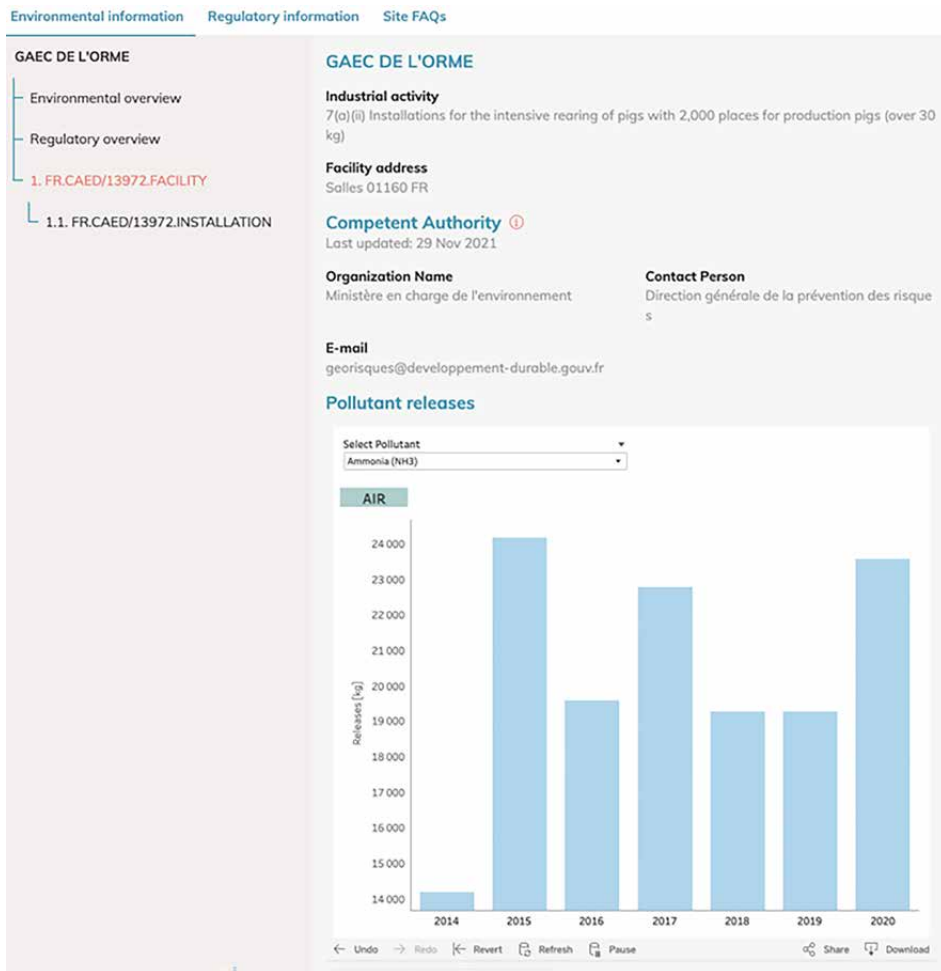 Environmental information Regulatory information Site FAQs
GAEC DE L'ORME
Environmental overview
Regulatory overview
1. FR.CAED/13972.FACILITY
1.1. FR.CAED/13972.INSTALLATION
GAEC DE L'ORME
Industrial activity
7(a)(ii) Installations for the intensive rearing of pigs with 2,000 places for production pigs (over 30
kg)
Facility address
Salles 01160 FR
Competent Authority
Last updated: 29 Nov 2021
Organization Name
Ministère en charge de l'environnement
Contact Person
Direction générale de la prévention des risque
s
E-mail
georisques@developpement-durable.gouv.fr
Pollutant releases
Select Pollutant
Ammonia (NH3)
AIR
Releases [kg]
24 000
23 000
22 000
21 000
20 000
19 000
18 000
17 000
16 000
15 000
14 000
2014 2015 2016 2017 2018 2019 2020
Undo Redo Revert Refresh Pause Share Download